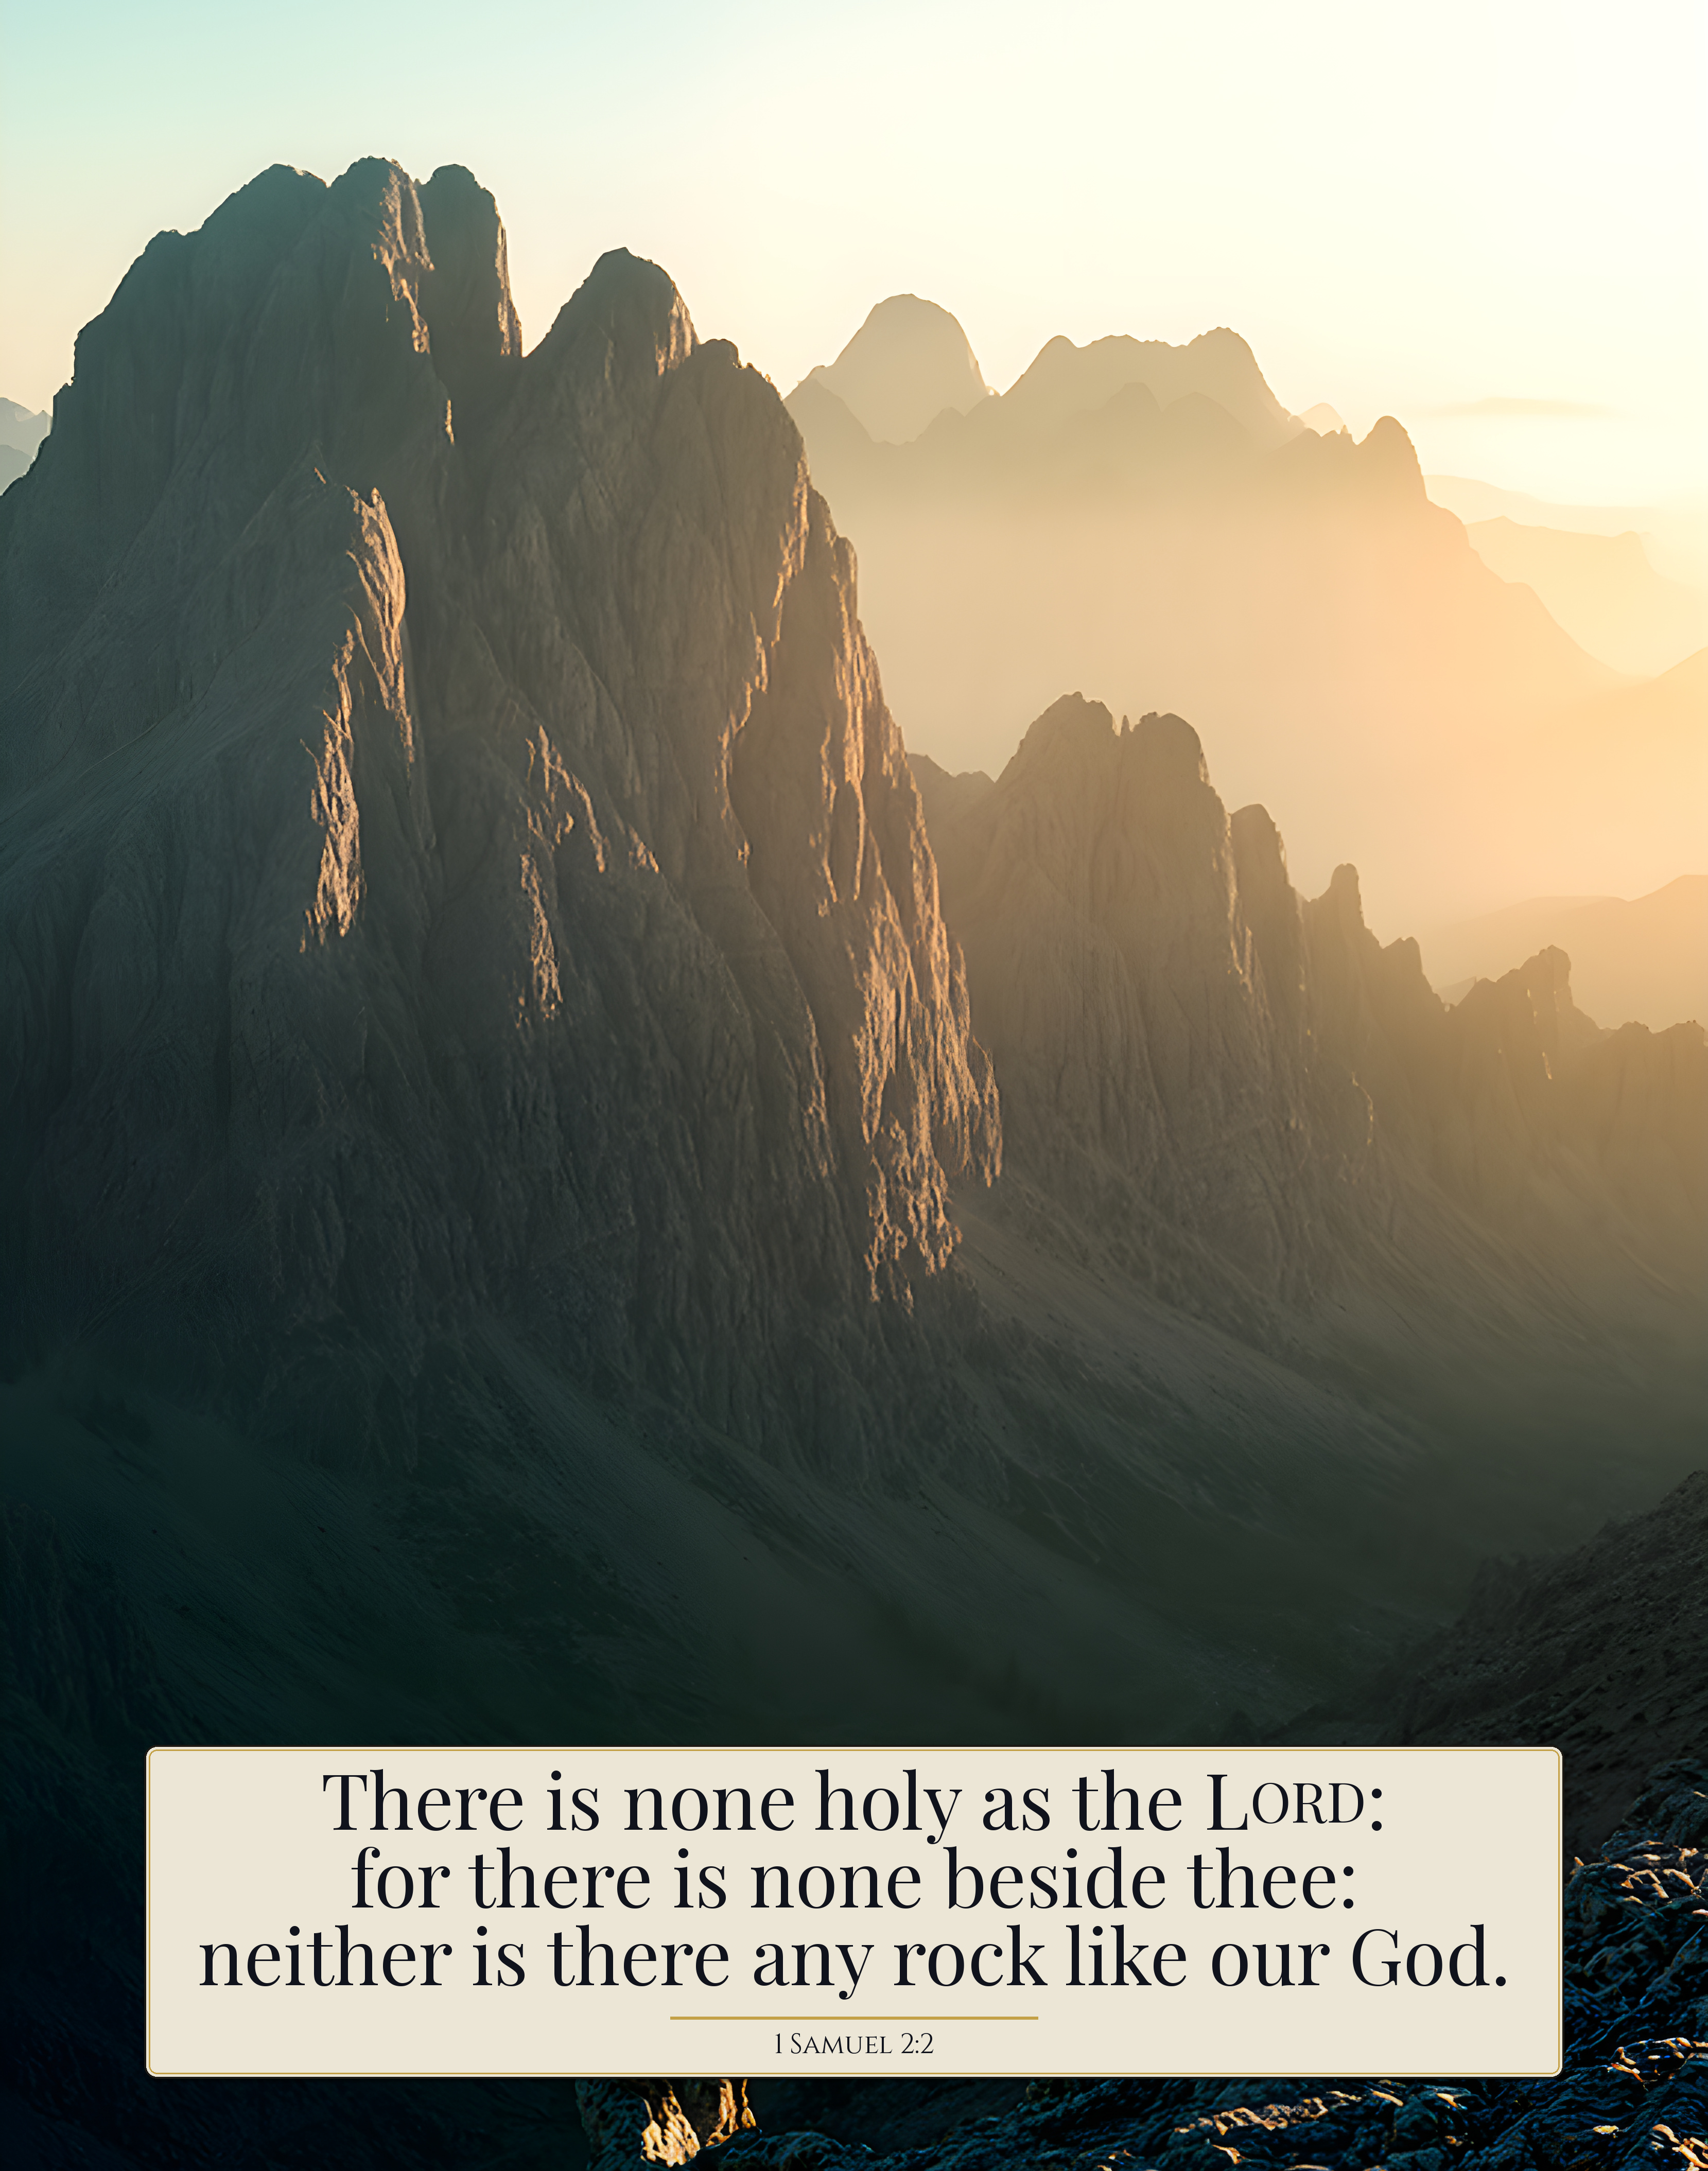 There is none holy as the LORD:
for there is none beside thee:
neither is there any rock like our God.
1 SAMUEL 2:2